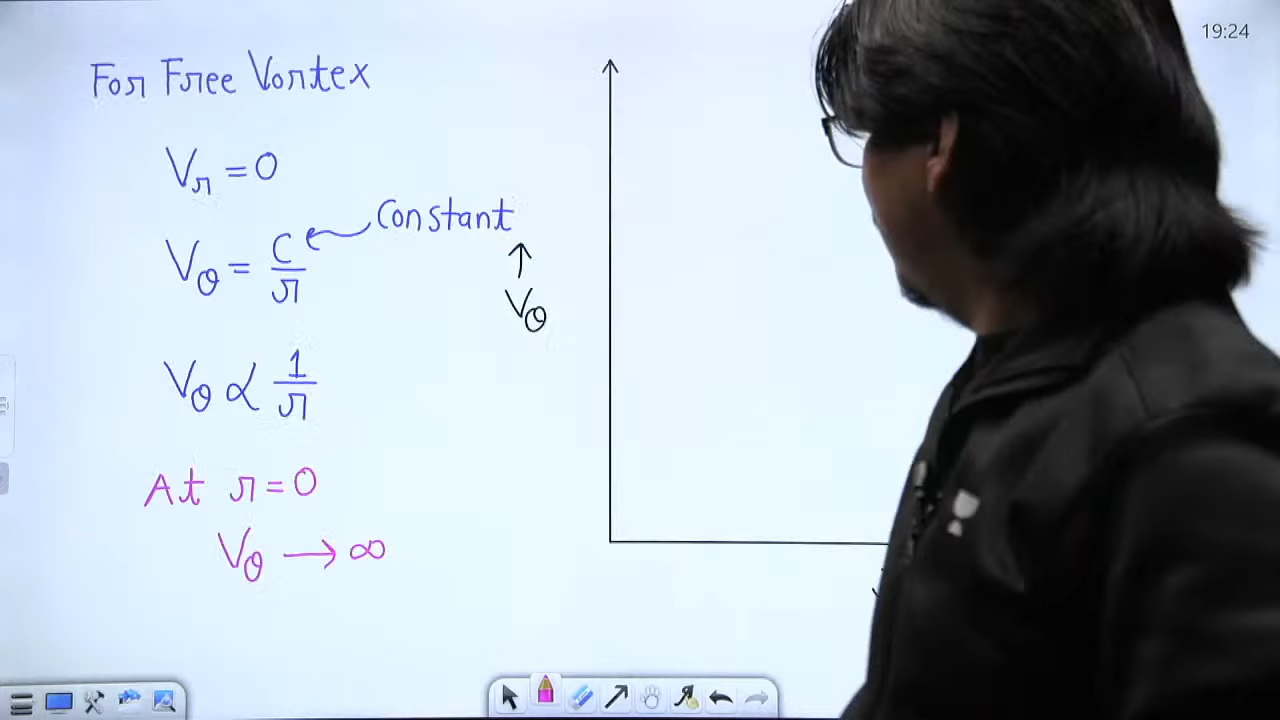 19:24
For Free Vortex
Vr = 0
Vθ = C/r
Constant
↑
Vθ
Vθ ∝ 1/r
At r = 0
Vθ → ∞